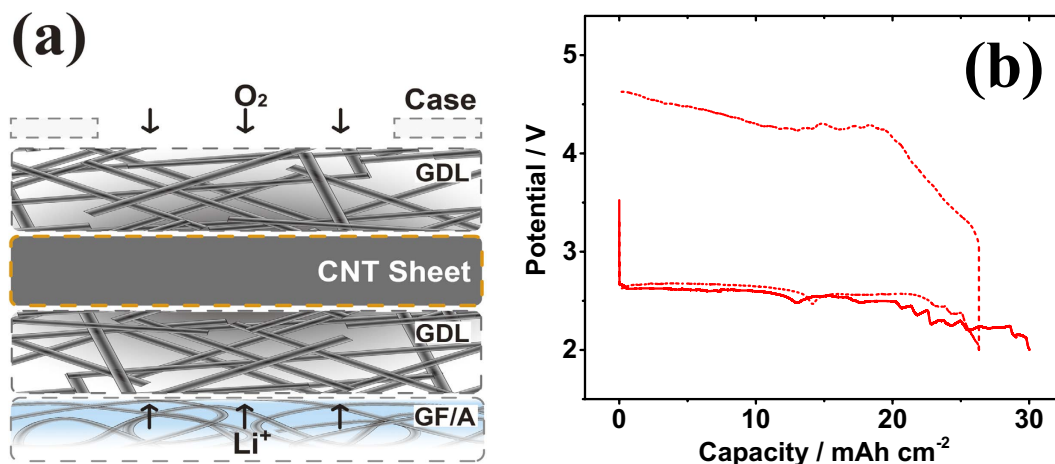 (a)
O₂
Case
GDL
CNT Sheet
GDL
GF/A
Li⁺
(b)
5
4
3
2
Potential / V
0
10
20
30
Capacity / mAh cm⁻²